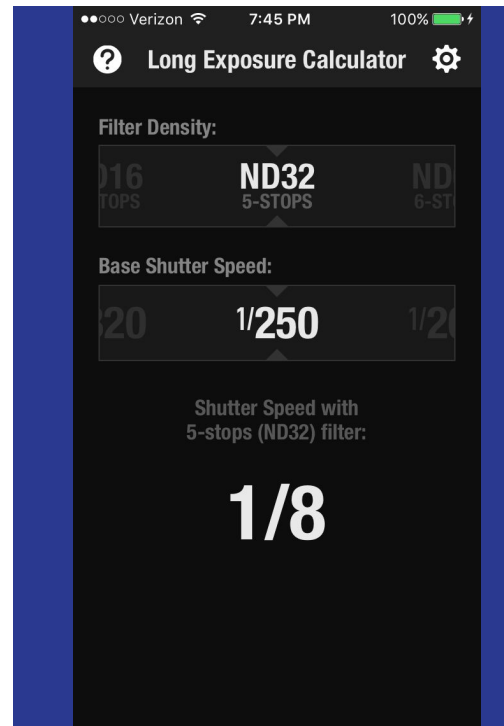 Verizon 7:45 PM 100%
? Long Exposure Calculator
Filter Density:
ND32
5-STOPS
Base Shutter Speed:
1/250
Shutter Speed with
5-stops (ND32) filter:
1/8